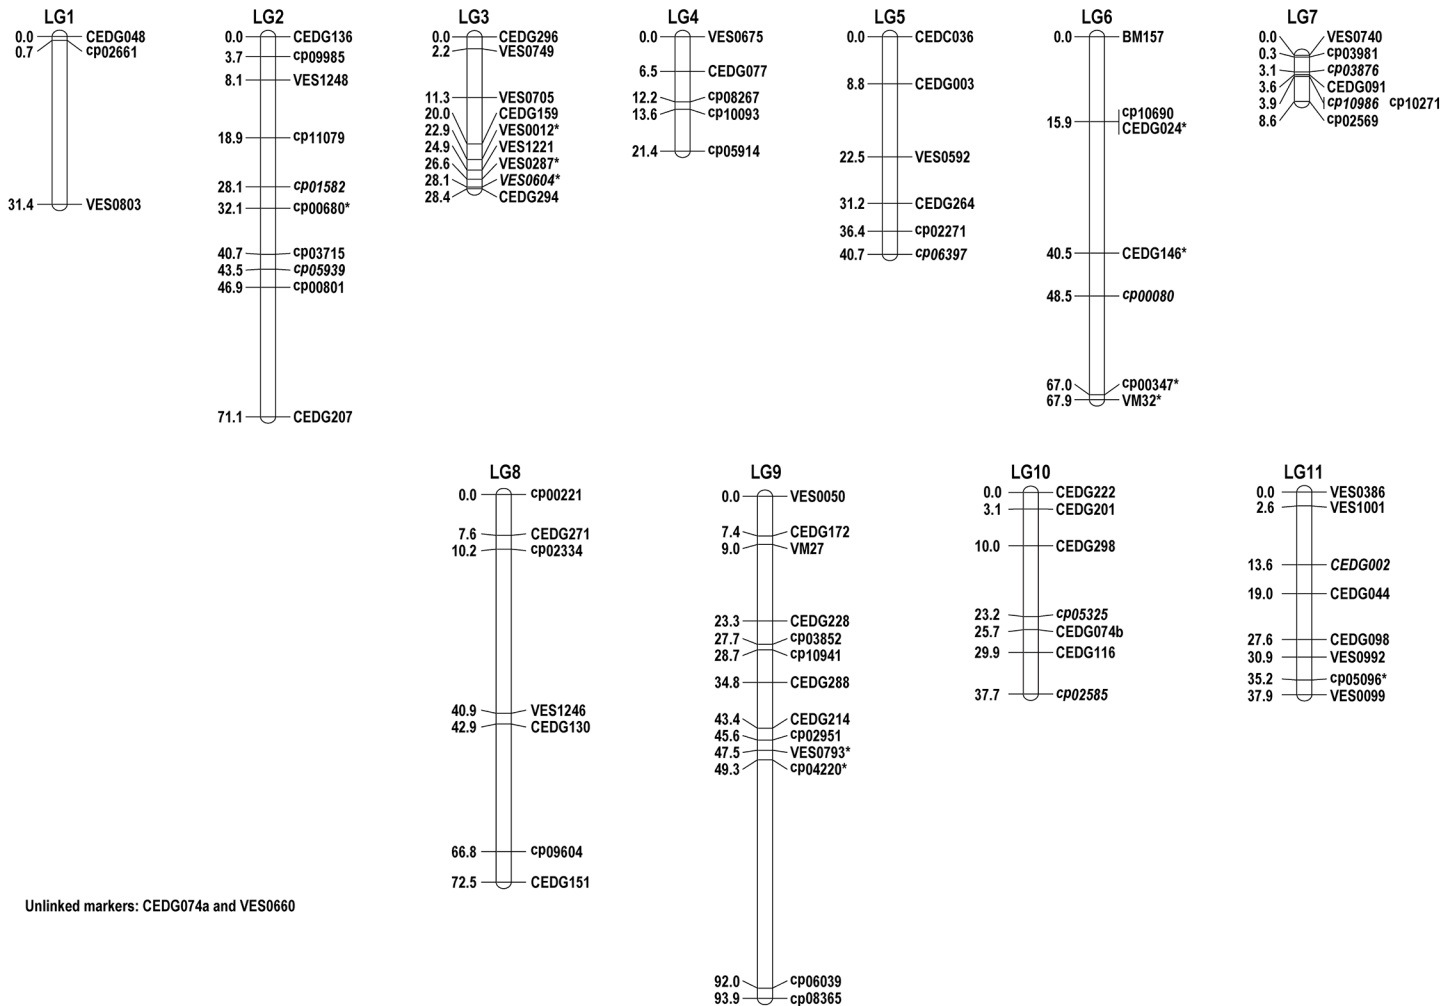 LG1
0.0 CEDG048
0.7 cp02661
31.4 VES0803
LG2
0.0 CEDG136
3.7 cp09985
8.1 VES1248
18.9 cp11079
28.1 cp01582
32.1 cp00680*
40.7 cp03715
43.5 cp05939
46.9 cp00801
71.1 CEDG207
LG3
0.0 CEDG296
2.2 VES0749
11.3 VES0705
20.0 CEDG159
22.9 VES0012*
24.9 VES1221
26.6 VES0287*
28.1 VES0604*
28.4 CEDG294
LG4
0.0 VES0675
6.5 CEDG077
12.2 cp08267
13.6 cp10093
21.4 cp05914
LG5
0.0 CEDC036
8.8 CEDG003
22.5 VES0592
31.2 CEDG264
36.4 cp02271
40.7 cp06397
LG6
0.0 BM157
15.9 cp10690
CEDG024*
40.5 CEDG146*
48.5 cp00080
67.0 cp00347*
67.9 VM32*
LG7
0.0 VES0740
0.3 cp03981
3.1 cp03876
3.6 CEDG091
3.9 cp10986 cp10271
8.6 cp02569
LG8
0.0 cp00221
7.6 CEDG271
10.2 cp02334
40.9 VES1246
42.9 CEDG130
66.8 cp09604
72.5 CEDG151
LG9
0.0 VES0050
7.4 CEDG172
9.0 VM27
23.3 CEDG228
27.7 cp03852
28.7 cp10941
34.8 CEDG288
43.4 CEDG214
45.6 cp02951
47.5 VES0793*
49.3 cp04220*
92.0 cp06039
93.9 cp08365
LG10
0.0 CEDG222
3.1 CEDG201
10.0 CEDG298
23.2 cp05325
25.7 CEDG074b
29.9 CEDG116
37.7 cp02585
LG11
0.0 VES0386
2.6 VES1001
13.6 CEDG002
19.0 CEDG044
27.6 CEDG098
30.9 VES0992
35.2 cp05096*
37.9 VES0099
Unlinked markers: CEDG074a and VES0660